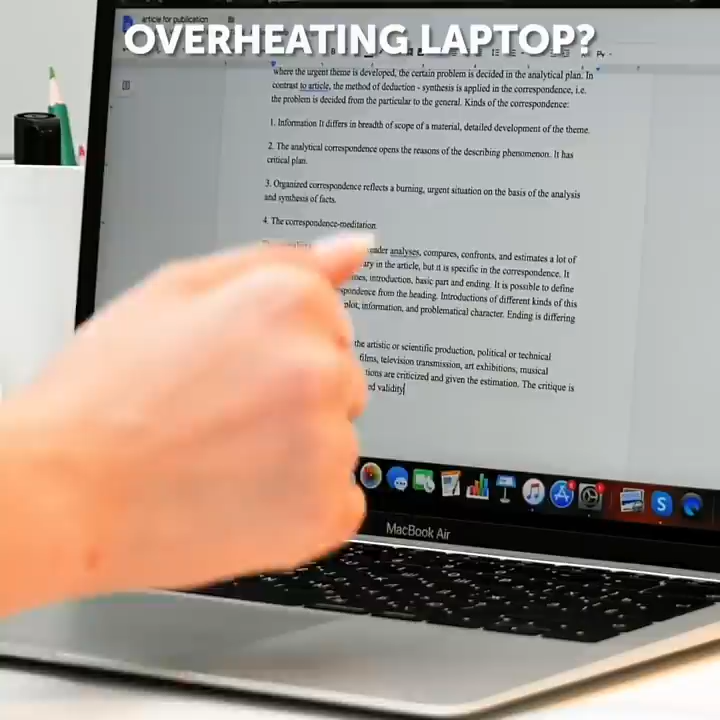 article for publication
OVERHEATING LAPTOP?
where the urgent theme is developed, the certain problem is decided in the analytical plan. In
contrast to article, the method of deduction - synthesis is applied in the correspondence, i.e.
the problem is decided from the particular to the general. Kinds of the correspondence:
1. Information It differs in breadth of scope of a material, detailed development of the theme.
2. The analytical correspondence opens the reasons of the describing phenomenon. It has
critical plan.
3. Organized correspondence reflects a burning, urgent situation on the basis of the analysis
and synthesis of facts.
4. The correspondence-meditation.
analyses, compares, confronts, and estimates a lot of
in the article, but it is specific in the correspondence. It
introduction, basic part and ending. It is possible to define
from the heading. Introductions of different kinds of this
plot, information, and problematical character. Ending is differing
the artistic or scientific production, political or technical
films, television transmission, art exhibitions, musical
are criticized and given the estimation. The critique is
validity
MacBook Air